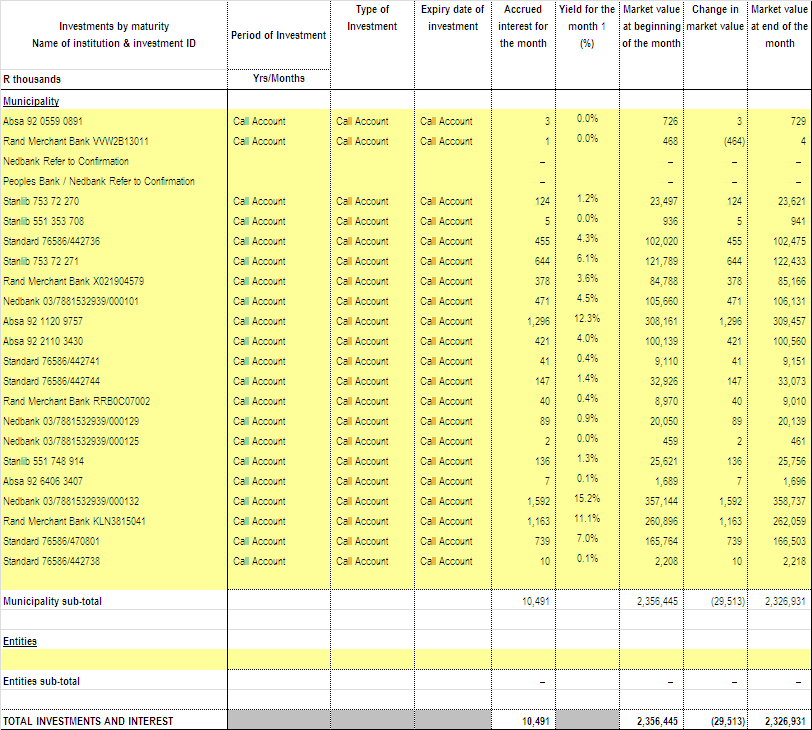 Investments by maturity Name of institution & investment ID | Period of Investment | Type of Investment | Expiry date of investment | Accrued interest for the month | Yield for the month 1 (%) | Market value at beginning of the month | Change in market value | Market value at end of the month
R thousands | Yrs/Months
Municipality
Absa 92 0559 0891 | Call Account | Call Account | Call Account | 3 | 0.0% | 726 | 3 | 729
Rand Merchant Bank VVW2B13011 | Call Account | Call Account | Call Account | 1 | 0.0% | 468 | (464) | 4
Nedbank Refer to Confirmation | – | – | – | –
Peoples Bank / Nedbank Refer to Confirmation | – | – | – | –
Stanlib 753 72 270 | Call Account | Call Account | Call Account | 124 | 1.2% | 23,497 | 124 | 23,621
Stanlib 551 353 708 | Call Account | Call Account | Call Account | 5 | 0.0% | 936 | 5 | 941
Standard 76586/442736 | Call Account | Call Account | Call Account | 455 | 4.3% | 102,020 | 455 | 102,475
Stanlib 753 72 271 | Call Account | Call Account | Call Account | 644 | 6.1% | 121,789 | 644 | 122,433
Rand Merchant Bank X021904579 | Call Account | Call Account | Call Account | 378 | 3.6% | 84,788 | 378 | 85,166
Nedbank 03/7881532939/000101 | Call Account | Call Account | Call Account | 471 | 4.5% | 105,660 | 471 | 106,131
Absa 92 1120 9757 | Call Account | Call Account | Call Account | 1,296 | 12.3% | 308,161 | 1,296 | 309,457
Absa 92 2110 3430 | Call Account | Call Account | Call Account | 421 | 4.0% | 100,139 | 421 | 100,560
Standard 76586/442741 | Call Account | Call Account | Call Account | 41 | 0.4% | 9,110 | 41 | 9,151
Standard 76586/442744 | Call Account | Call Account | Call Account | 147 | 1.4% | 32,926 | 147 | 33,073
Rand Merchant Bank RRB0C07002 | Call Account | Call Account | Call Account | 40 | 0.4% | 8,970 | 40 | 9,010
Nedbank 03/7881532939/000129 | Call Account | Call Account | Call Account | 89 | 0.9% | 20,050 | 89 | 20,139
Nedbank 03/7881532939/000125 | Call Account | Call Account | Call Account | 2 | 0.0% | 459 | 2 | 461
Stanlib 551 748 914 | Call Account | Call Account | Call Account | 136 | 1.3% | 25,621 | 136 | 25,756
Absa 92 6406 3407 | Call Account | Call Account | Call Account | 7 | 0.1% | 1,689 | 7 | 1,696
Nedbank 03/7881532939/000132 | Call Account | Call Account | Call Account | 1,592 | 15.2% | 357,144 | 1,592 | 358,737
Rand Merchant Bank KLN3815041 | Call Account | Call Account | Call Account | 1,163 | 11.1% | 260,896 | 1,163 | 262,059
Standard 76586/470801 | Call Account | Call Account | Call Account | 739 | 7.0% | 165,764 | 739 | 166,503
Standard 76586/442738 | Call Account | Call Account | Call Account | 10 | 0.1% | 2,208 | 10 | 2,218
Municipality sub-total | 10,491 | 2,356,445 | (29,513) | 2,326,931
Entities
Entities sub-total | – | – | – | –
TOTAL INVESTMENTS AND INTEREST | 10,491 | 2,356,445 | (29,513) | 2,326,931